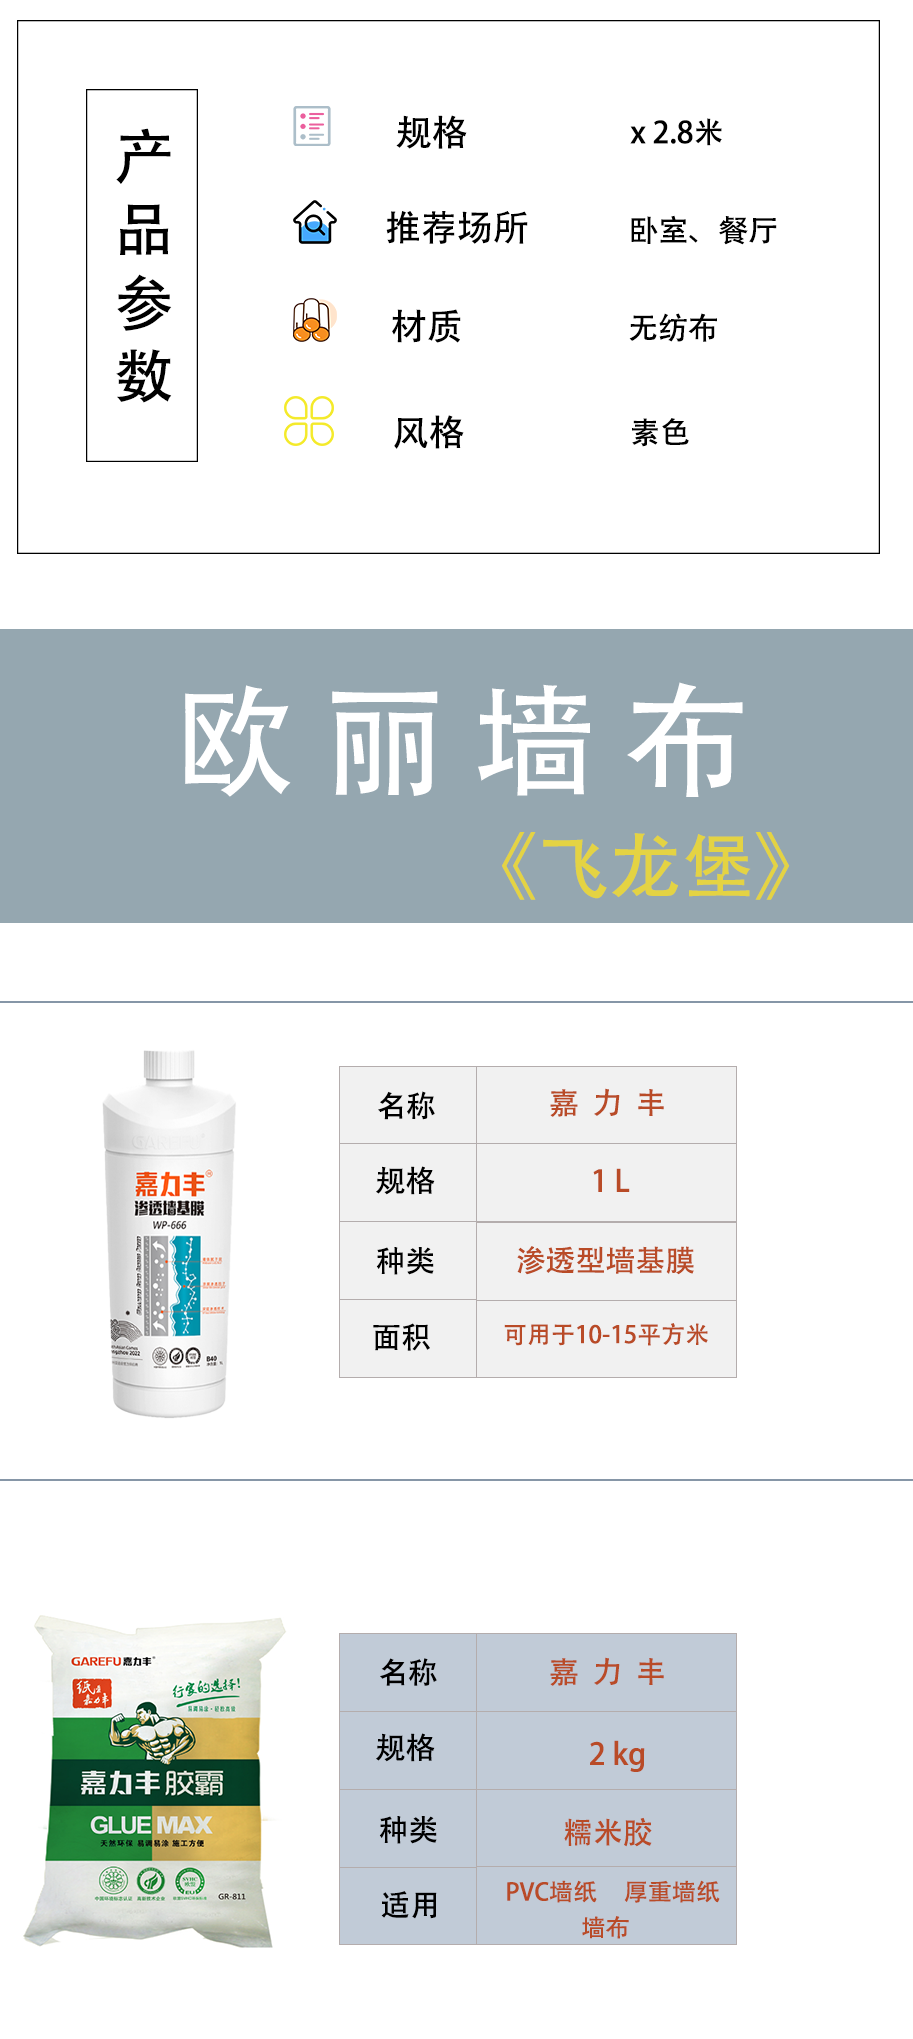 产品参数
规格 x 2.8米
推荐场所 卧室、餐厅
材质 无纺布
风格 素色
欧丽墙布
《飞龙堡》
嘉力丰
渗透墙基膜
WP-666
名称 嘉 力 丰
规格 1 L
种类 渗透型墙基膜
面积 可用于10-15平方米
GAREFU嘉力丰
行家的选择!
嘉力丰胶霸
GLUE MAX
天然环保 易调易涂 施工方便
GR-811
名称 嘉 力 丰
规格 2 kg
种类 糯米胶
适用 PVC墙纸 厚重墙纸
墙布